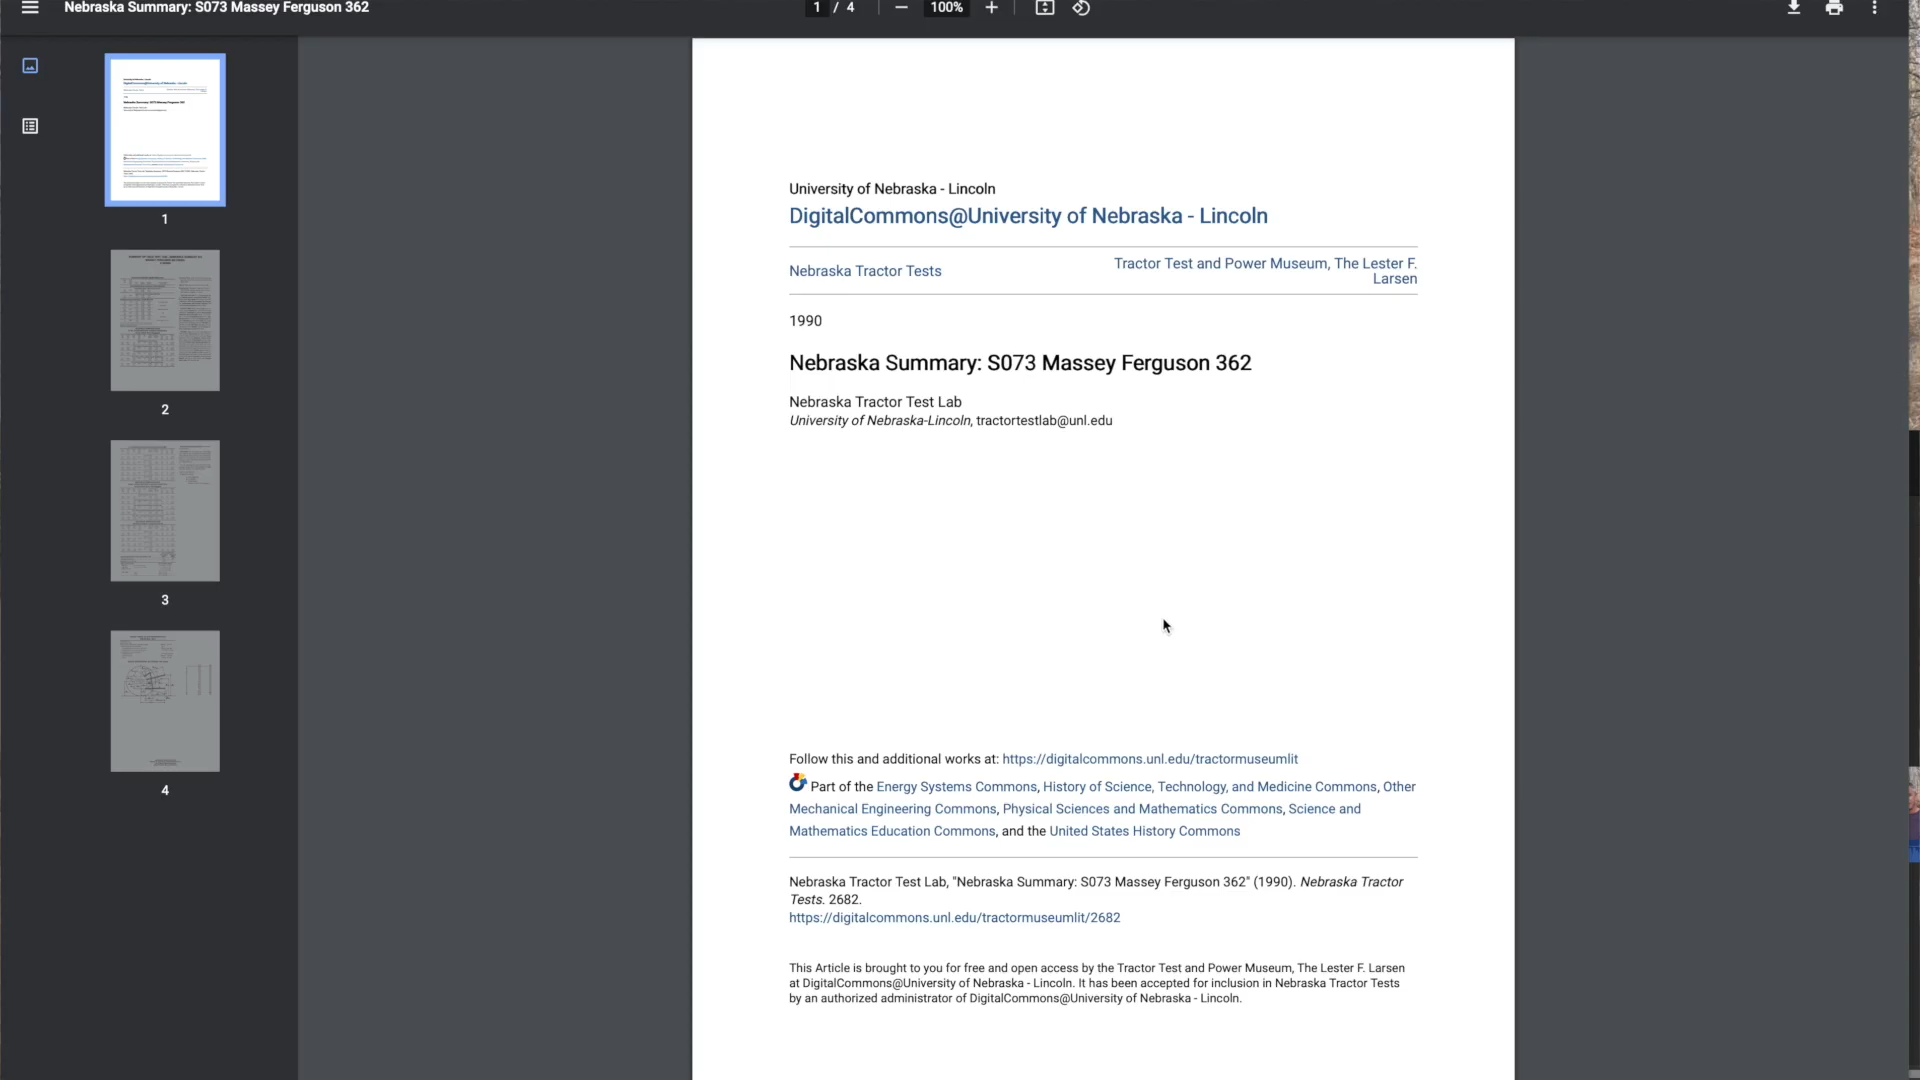 Nebraska Summary: S073 Massey Ferguson 362
1 / 4
100%
1
2
3
4
University of Nebraska - Lincoln
DigitalCommons@University of Nebraska - Lincoln
Nebraska Tractor Tests
Tractor Test and Power Museum, The Lester F.
Larsen
1990
Nebraska Summary: S073 Massey Ferguson 362
Nebraska Tractor Test Lab
University of Nebraska-Lincoln, tractortestlab@unl.edu
Follow this and additional works at: https://digitalcommons.unl.edu/tractormuseumlit
Part of the Energy Systems Commons, History of Science, Technology, and Medicine Commons, Other
Mechanical Engineering Commons, Physical Sciences and Mathematics Commons, Science and
Mathematics Education Commons, and the United States History Commons
Nebraska Tractor Test Lab, "Nebraska Summary: S073 Massey Ferguson 362" (1990). Nebraska Tractor
Tests. 2682.
https://digitalcommons.unl.edu/tractormuseumlit/2682
This Article is brought to you for free and open access by the Tractor Test and Power Museum, The Lester F. Larsen
at DigitalCommons@University of Nebraska - Lincoln. It has been accepted for inclusion in Nebraska Tractor Tests
by an authorized administrator of DigitalCommons@University of Nebraska - Lincoln.